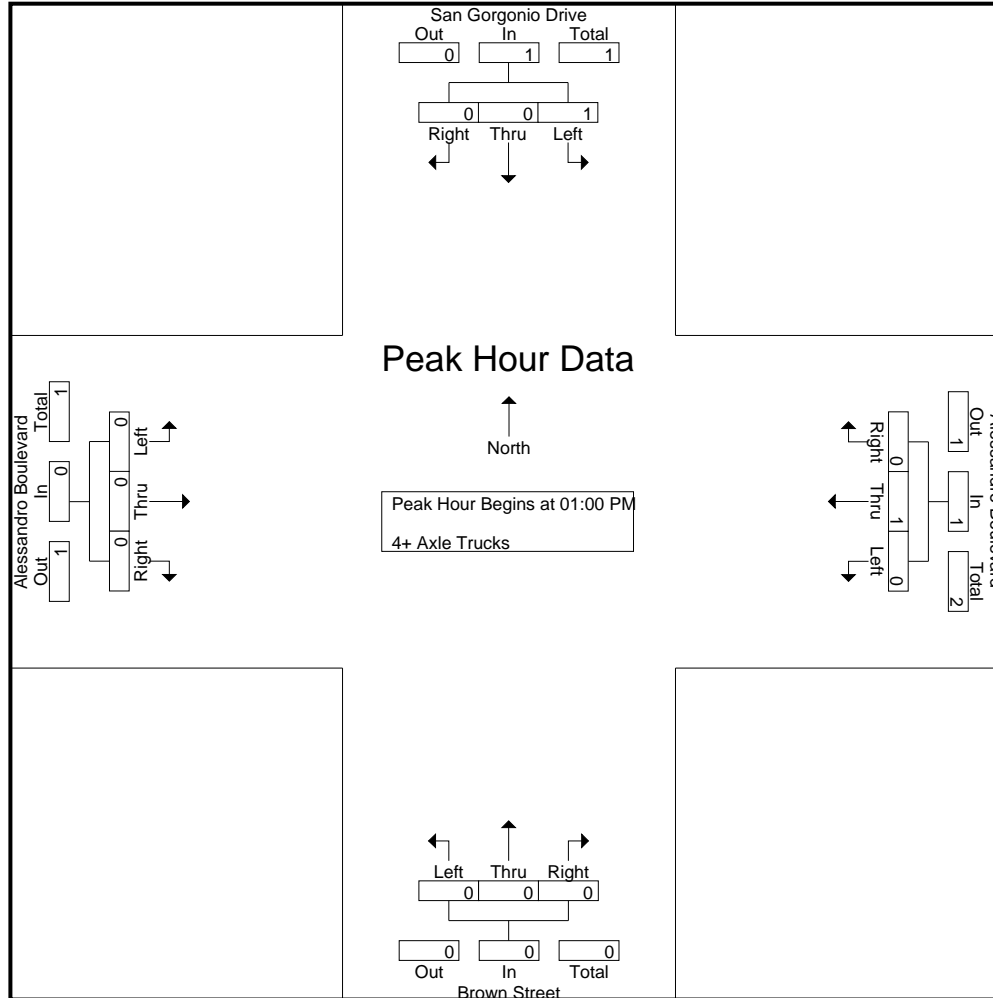 San Gorgonio Drive
Out In Total
0 1 1
0 0 1
Right Thru Left
Peak Hour Data
North
Peak Hour Begins at 01:00 PM
4+ Axle Trucks
Alessandro Boulevard
Total In Out
1 0 1
0 0 0
Left Thru Right
Right Thru Left
0 1 0
Out In Total
1 1 2
Left Thru Right
0 0 0
0 0 0
Out In Total
Brown Street